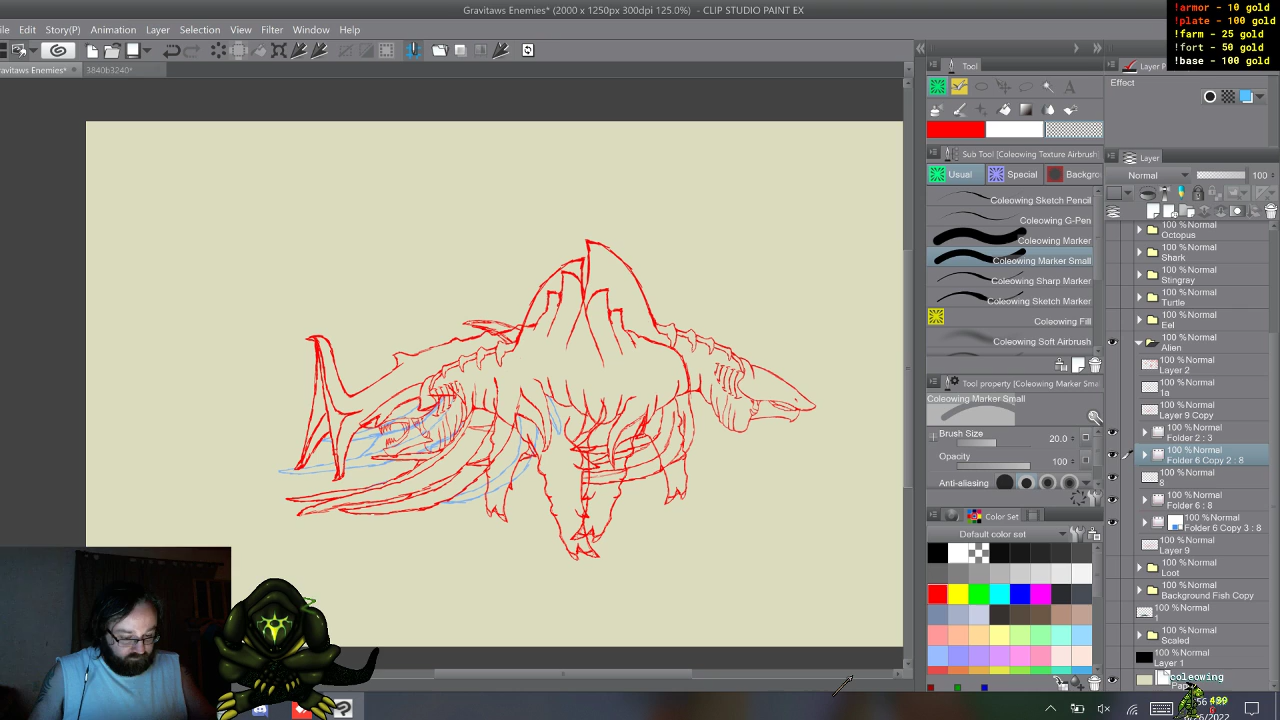 Gravitaws Enemies* (2000 x 1250px 300dpi 125.0%) - CLIP STUDIO PAINT EX
!armor - 10 gold
!plate - 100 gold
!farm - 25 gold
!fort - 50 gold
!base - 100 gold
Edit Story(P) Animation Layer Selection View Filter Window Help
3840b3240*
Tool
Effect
Sub Tool [Coleowing Texture Airbrush
Usual Special Backgro
Coleowing Sketch Pencil
Coleowing G-Pen
Coleowing Marker
Coleowing Marker Small
Coleowing Sharp Marker
Coleowing Sketch Marker
Coleowing Fill
Coleowing Soft Airbrush
Tool property [Coleowing Marker Sma
Coleowing Marker Small
Brush Size 20.0
Opacity 100
Anti-aliasing
Color Set
Default color set
Layer
Normal 100
100 %Normal
Octopus
100 %Normal
Shark
100 %Normal
Stingray
100 %Normal
Turtle
100 %Normal
Eel
100 %Normal
Alien
100 %Normal
Layer 2
100 %Normal
1a
100 %Normal
Layer 9 Copy
100 %Normal
Folder 2 : 3
100 %Normal
Folder 6 Copy 2 : 8
100 %Normal
8
100 %Normal
Folder 6 : 8
100 %Normal
Folder 6 Copy 3 : 8
100 %Normal
Layer 9
100 %Normal
Loot
100 %Normal
Background Fish Copy
100 %Normal
1
100 %Normal
Scaled
100 %Normal
Layer 1
coleowing